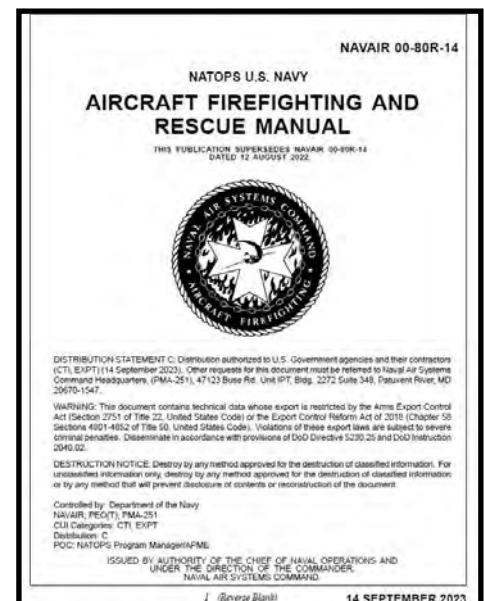 NAVAIR 00-80R-14
NATOPS U.S. NAVY
AIRCRAFT FIREFIGHTING AND
RESCUE MANUAL
THIS PUBLICATION SUPERSEDES NAVAIR 00-80R-14
DATED 12 AUGUST 2022
NAVAL AIR SYSTEMS COMMAND
AIRCRAFT FIREFIGHTING
DISTRIBUTION STATEMENT C: Distribution authorized to U.S. Government agencies and their contractors
(CTI, EXPT) (14 September 2023). Other requests for this document must be referred to Naval Air Systems
Command Headquarters, (PMA-251), 47123 Buse Rd. Unit IPT, Bldg. 2272 Suite 348, Patuxent River, MD
20670-1547.
WARNING: This document contains technical data whose export is restricted by the Arms Export Control
Act (Section 2751 of Title 22, United States Code) or the Export Control Reform Act of 2018 (Chapter 58
Sections 4801-4852 of Title 50, United States Code). Violations of these export laws are subject to severe
criminal penalties. Disseminate in accordance with provisions of DoD Directive 5230.25 and DoD Instruction
2040.02.
DESTRUCTION NOTICE: Destroy by any method approved for the destruction of classified information. For
unclassified information only, destroy by any method approved for the destruction of classified information
or by any method that will prevent disclosure of contents or reconstruction of the document.
Controlled by: Department of the Navy
NAVAIR, PEO(T), PMA-251
CUI Categories: CTI, EXPT
Distribution: C
POC: NATOPS Program Manager/APME
ISSUED BY AUTHORITY OF THE CHIEF OF NAVAL OPERATIONS AND
UNDER THE DIRECTION OF THE COMMANDER,
NAVAL AIR SYSTEMS COMMAND.
1 (Reverse Blank)
14 SEPTEMBER 2023